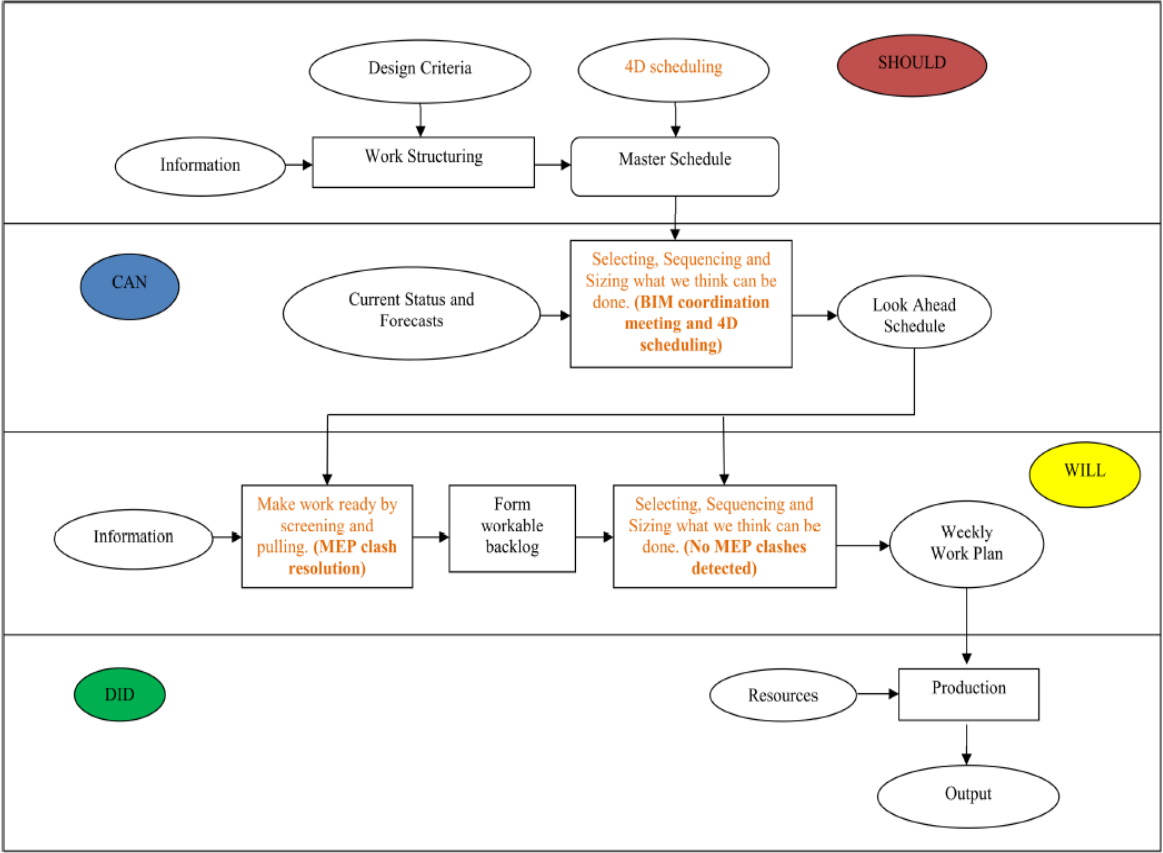 Design Criteria
4D scheduling
SHOULD
Information
Work Structuring
Master Schedule
CAN
Current Status and
Forecasts
Selecting, Sequencing and
Sizing what we think can be
done. (BIM coordination
meeting and 4D
scheduling)
Look Ahead
Schedule
WILL
Information
Make work ready by
screening and
pulling. (MEP clash
resolution)
Form
workable
backlog
Selecting, Sequencing and
Sizing what we think can be
done. (No MEP clashes
detected)
Weekly
Work Plan
DID
Resources
Production
Output